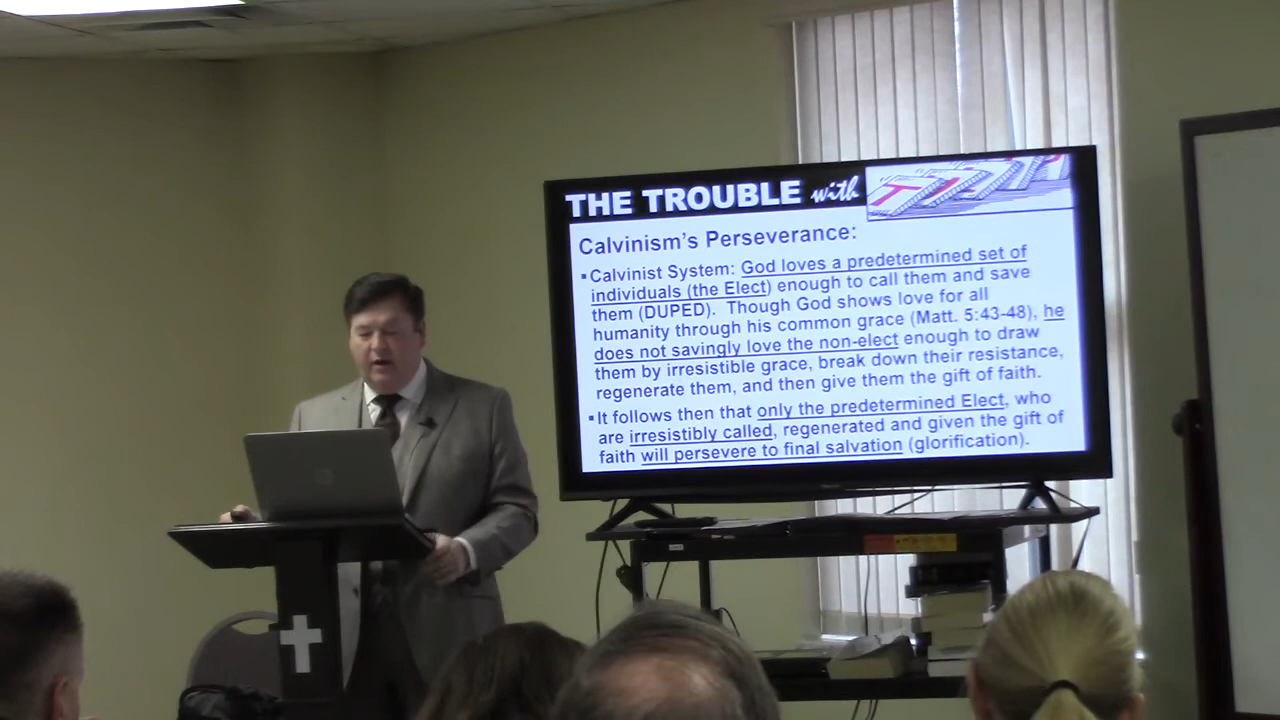 THE TROUBLE with TULIP
Calvinism's Perseverance:
▪Calvinist System: God loves a predetermined set of
individuals (the Elect) enough to call them and save
them (DUPED). Though God shows love for all
humanity through his common grace (Matt. 5:43-48), he
does not savingly love the non-elect enough to draw
them by irresistible grace, break down their resistance,
regenerate them, and then give them the gift of faith.
▪It follows then that only the predetermined Elect, who
are irresistibly called, regenerated and given the gift of
faith will persevere to final salvation (glorification).